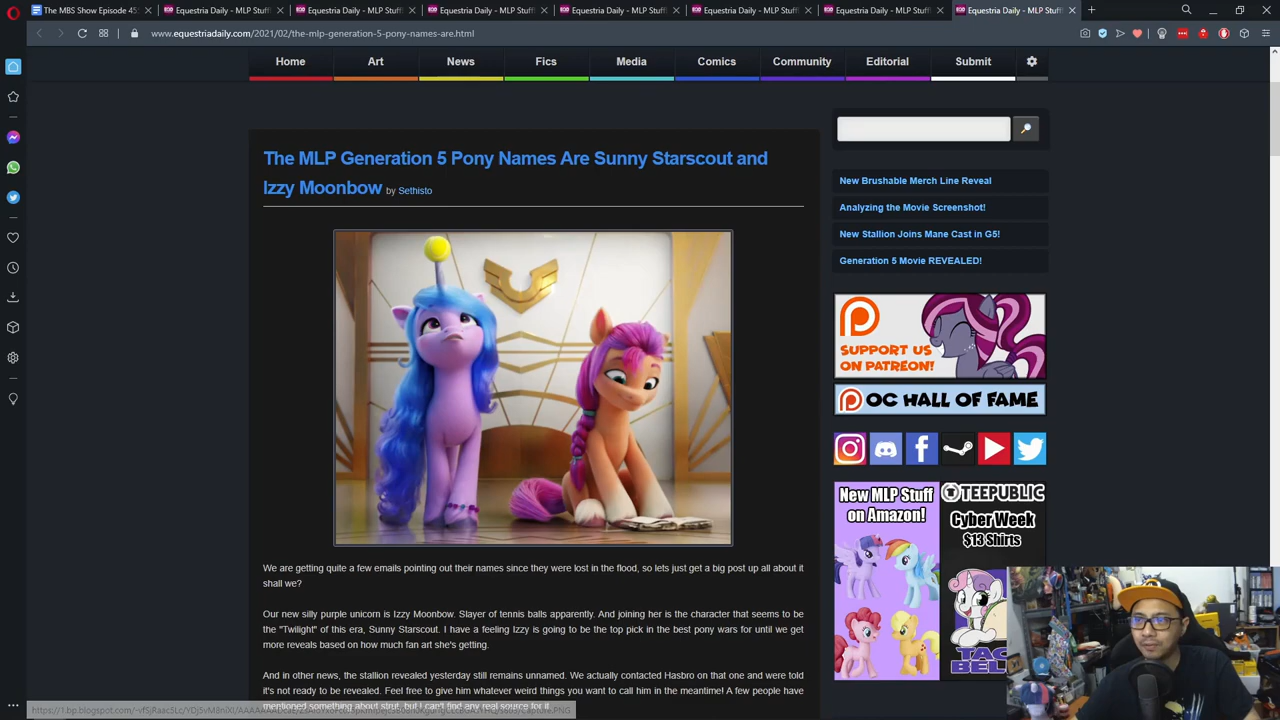 The MBS Show Episode 45:
Equestria Daily - MLP Stuff!
Equestria Daily - MLP Stuff!
Equestria Daily - MLP Stuff!
Equestria Daily - MLP Stuff!
Equestria Daily - MLP Stuff!
Equestria Daily - MLP Stuff!
Equestria Daily - MLP Stuff!
www.equestriadaily.com/2021/02/the-mlp-generation-5-pony-names-are.html
Home
Art
News
Fics
Media
Comics
Community
Editorial
Submit
The MLP Generation 5 Pony Names Are Sunny Starscout and
Izzy Moonbow by Sethisto
We are getting quite a few emails pointing out their names since they were lost in the flood, so lets just get a big post up all about it
shall we?
Our new silly purple unicorn is Izzy Moonbow. Slayer of tennis balls apparently. And joining her is the character that seems to be
the "Twilight" of this era, Sunny Starscout. I have a feeling Izzy is going to be the top pick in the best pony wars for until we get
more reveals based on how much fan art she's getting.
And in other news, the stallion revealed yesterday still remains unnamed. We actually contacted Hasbro on that one and were told
it's not ready to be revealed. Feel free to give him whatever weird things you want to call him in the meantime! A few people have
mentioned something about strut, but I can't find any real source for it.
New Brushable Merch Line Reveal
Analyzing the Movie Screenshot!
New Stallion Joins Mane Cast in G5!
Generation 5 Movie REVEALED!
SUPPORT US
ON PATREON!
OC HALL OF FAME
New MLP Stuff
on Amazon!
TEEPUBLIC
Cyber Week
$13 Shirts